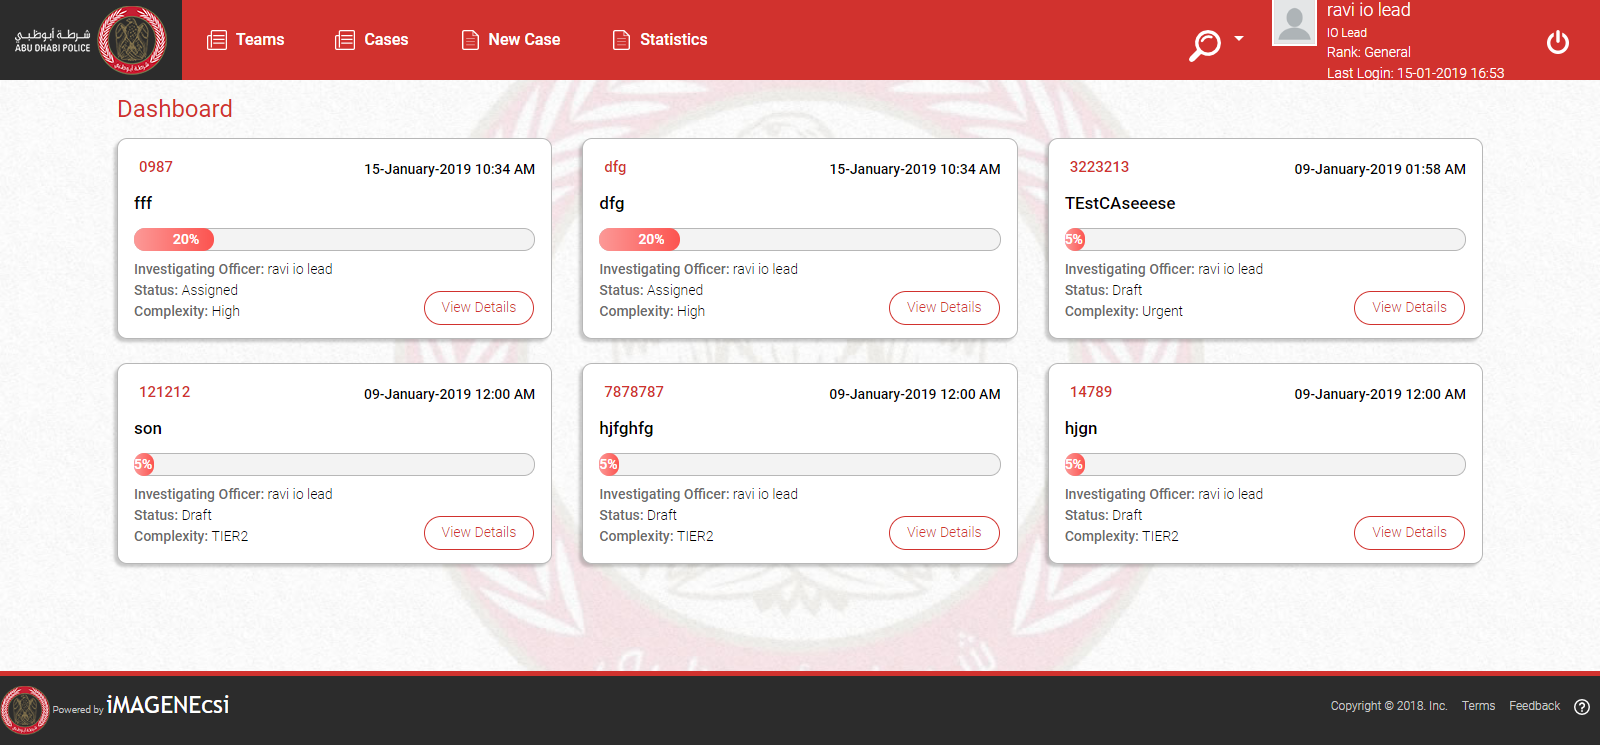 شرطة أبوظبي
ABU DHABI POLICE
Teams
Cases
New Case
Statistics
ravi io lead
IO Lead
Rank: General
Last Login: 15-01-2019 16:53
Dashboard
0987
15-January-2019 10:34 AM
fff
20%
Investigating Officer: ravi io lead
Status: Assigned
Complexity: High
View Details
dfg
15-January-2019 10:34 AM
dfg
20%
Investigating Officer: ravi io lead
Status: Assigned
Complexity: High
View Details
3223213
09-January-2019 01:58 AM
TEstCAseeese
5%
Investigating Officer: ravi io lead
Status: Draft
Complexity: Urgent
View Details
121212
09-January-2019 12:00 AM
son
5%
Investigating Officer: ravi io lead
Status: Draft
Complexity: TIER2
View Details
7878787
09-January-2019 12:00 AM
hjfghfg
5%
Investigating Officer: ravi io lead
Status: Draft
Complexity: TIER2
View Details
14789
09-January-2019 12:00 AM
hjgn
5%
Investigating Officer: ravi io lead
Status: Draft
Complexity: TIER2
View Details
Powered by iMAGENEcsi
Copyright © 2018. Inc.
Terms
Feedback